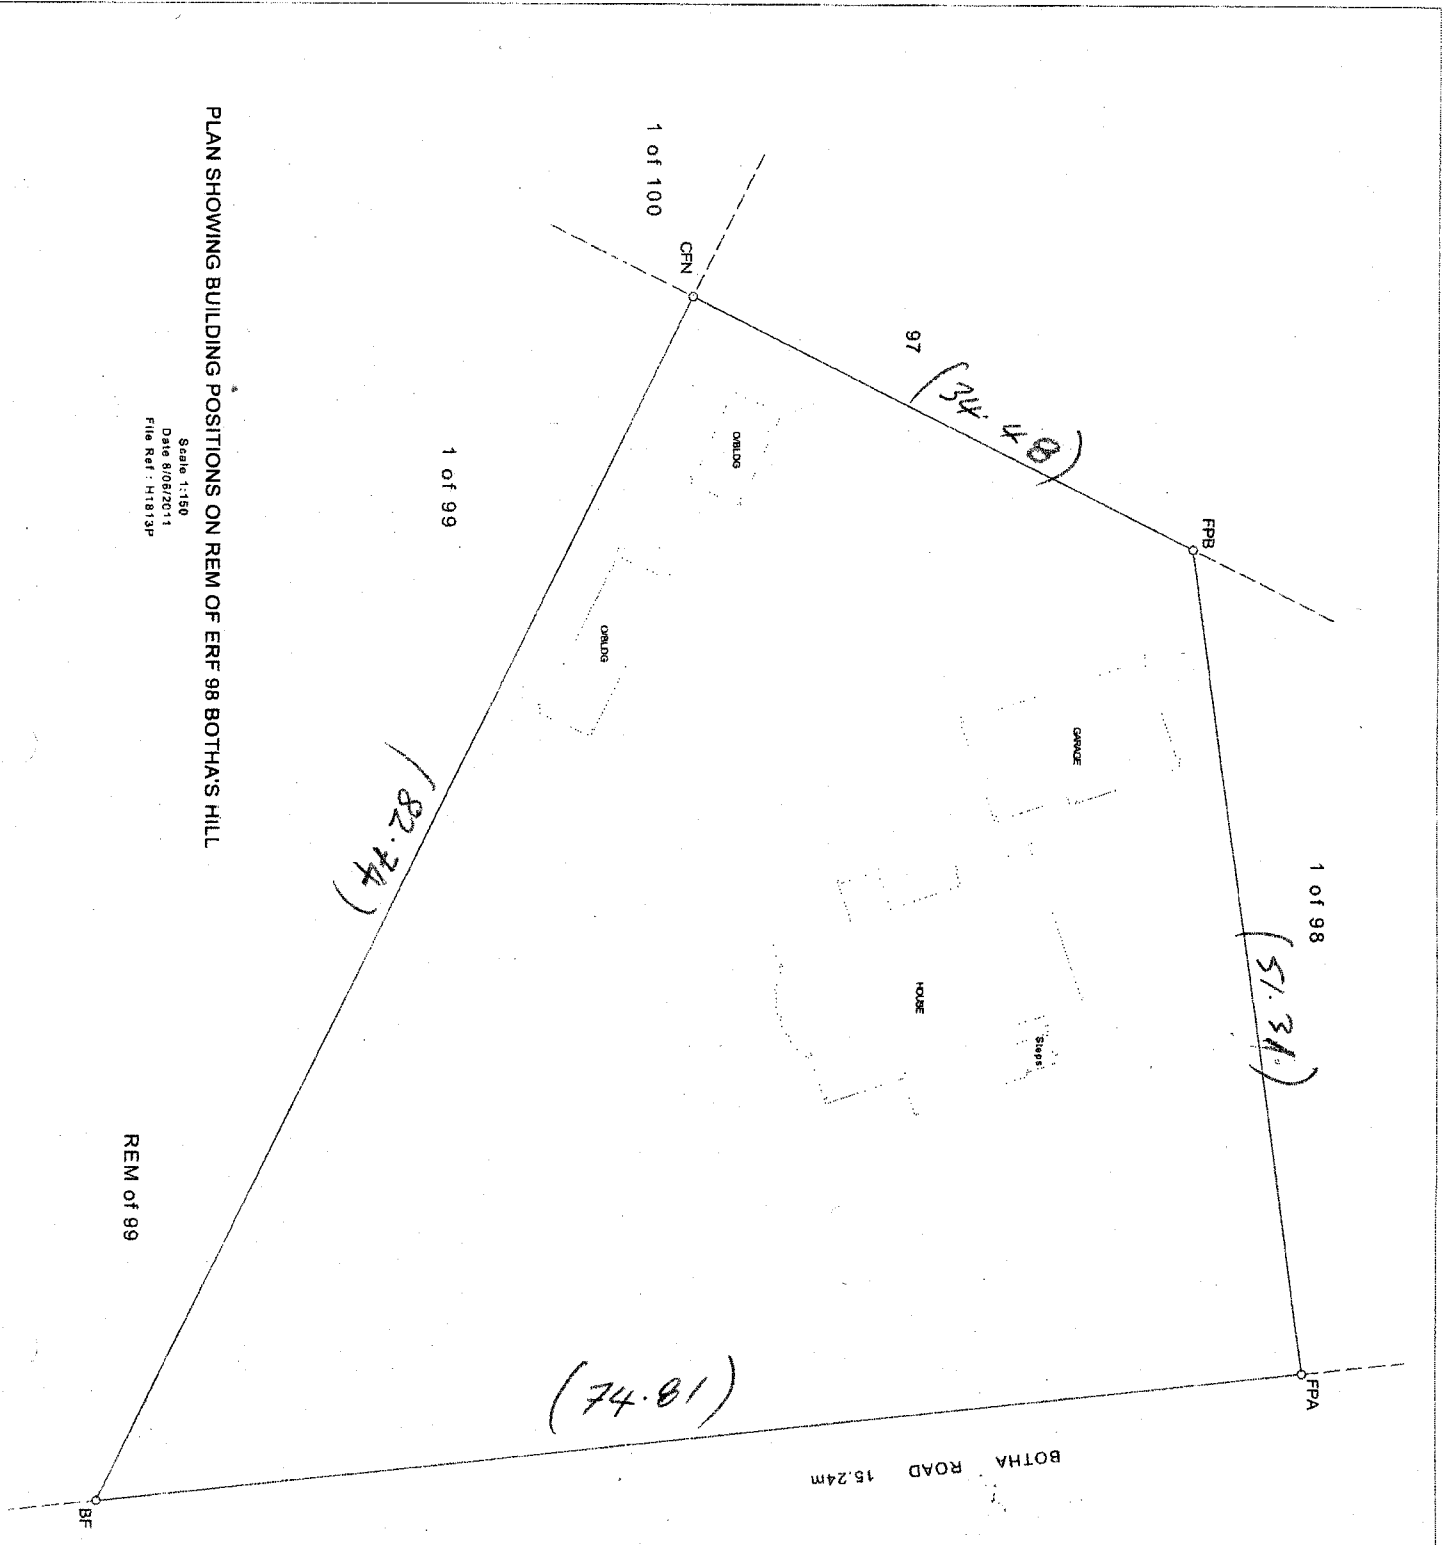 PLAN SHOWING BUILDING POSITIONS ON REM OF ERF 98 BOTHA'S HILL
Scale 1:150
Date 8/06/2011
File Ref : H1813P
1 of 100
CFN
97
(34.48)
FPB
1 of 98
(51.31)
FPA
O/BLDG
O/BLDG
GARAGE
HOUSE
Steps
1 of 99
(82.74)
REM of 99
(74.81)
BOTHA ROAD 15.24m
BF